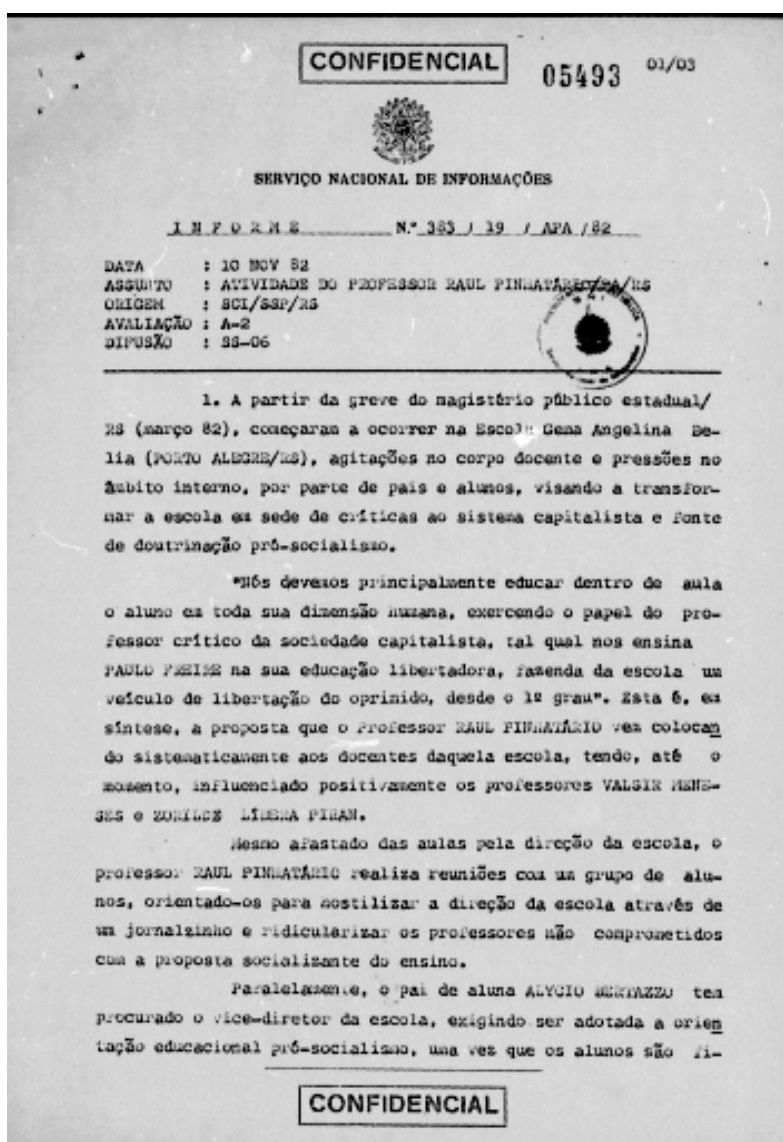 CONFIDENCIAL
05493 01/03
SERVIÇO NACIONAL DE INFORMAÇÕES
I N F O R M E N.º 383 / 19 / APA / 82
DATA : 10 NOV 82
ASSUNTO : ATIVIDADE DO PROFESSOR RAUL
ORIGEM : SCI/SSP/RS
AVALIAÇÃO : A-2
DIFUSÃO : SS-06
1. A partir da greve do magistério público estadual/
RS (março 82), começaram a ocorrer na Escola Gema Angelina Be-
lia (PORTO ALEGRE/RS), agitações no corpo docente e pressões no
âmbito interno, por parte de pais e alunos, visando a transfor-
mar a escola em sede de críticas ao sistema capitalista e fonte
de doutrinação pró-socialismo.
"Nós devemos principalmente educar dentro de aula
o aluno em toda sua dimensão humana, exercendo o papel do pro-
fessor crítico da sociedade capitalista, tal qual nos ensina
PAULO FREIRE na sua educação libertadora, fazenda da escola um
veículo de libertação do oprimido, desde o 1º grau". Esta é, em
síntese, a proposta que o Professor RAUL vem colocan
do sistematicamente aos docentes daquela escola, tendo, até o
momento, influenciado positivamente os professores VALSIR MENE-
SES e
Mesmo afastado das aulas pela direção da escola, o
professor RAUL realiza reuniões com um grupo de alu-
nos, orientado-os para hostilizar a direção da escola através de
um jornalzinho e ridicularizar os professores não comprometidos
com a proposta socializante do ensino.
Paralelamente, o pai de aluna ALYCIO BERTAZZO tem
procurado o vice-diretor da escola, exigindo ser adotada a orien
tação educacional pró-socialismo, uma vez que os alunos são fi-
CONFIDENCIAL